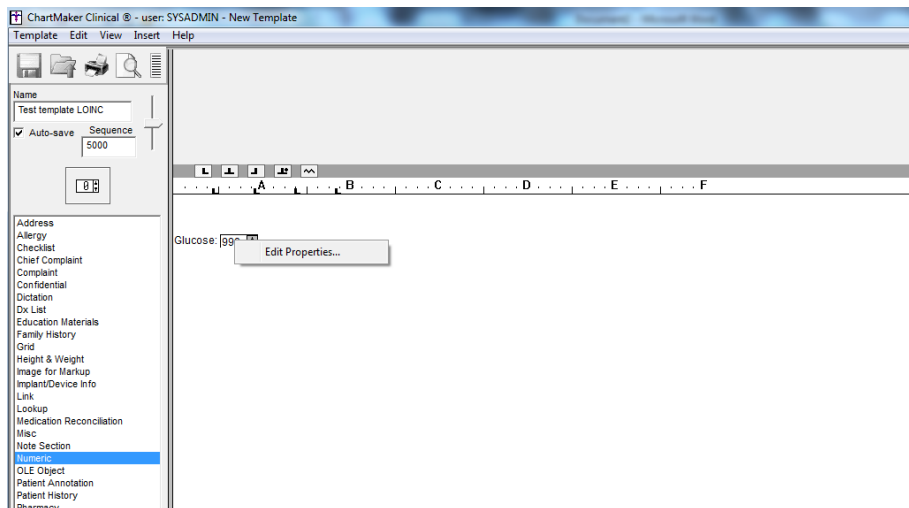 ChartMaker Clinical ® - user: SYSADMIN - New Template
Template Edit View Insert Help
Name
Test template LOINC
Auto-save Sequence
5000
A B C D E F
Address
Allergy
Checklist
Chief Complaint
Complaint
Confidential
Dictation
Dx List
Education Materials
Family History
Grid
Height & Weight
Image for Markup
Implant/Device Info
Link
Lookup
Medication Reconciliation
Misc
Note Section
Numeric
OLE Object
Patient Annotation
Patient History
Pharmacy
Glucose:
Edit Properties...